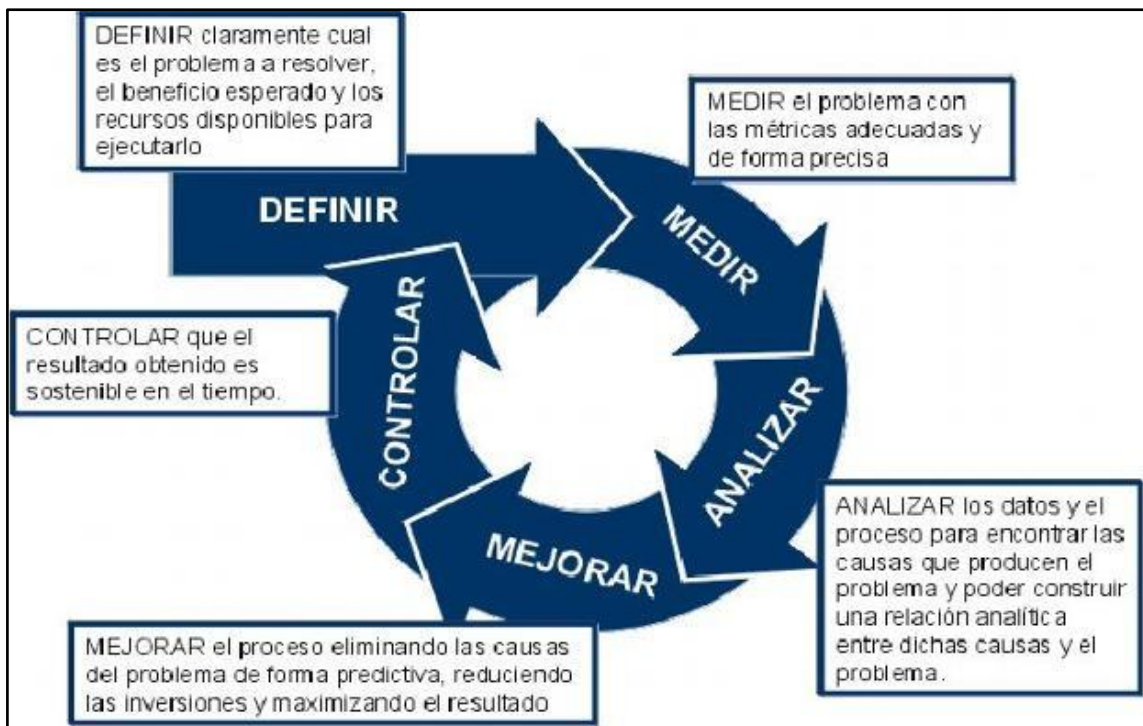 DEFINIR claramente cual
es el problema a resolver,
el beneficio esperado y los
recursos disponibles para
ejecutarlo
MEDIR el problema con
las métricas adecuadas y
de forma precisa
DEFINIR
MEDIR
CONTROLAR que el
resultado obtenido es
sostenible en el tiempo.
CONTROLAR
ANALIZAR
ANALIZAR los datos y el
proceso para encontrar las
causas que producen el
problema y poder construir
una relación analítica
entre dichas causas y el
problema.
MEJORAR
MEJORAR el proceso eliminando las causas
del problema de forma predictiva, reduciendo
las inversiones y maximizando el resultado